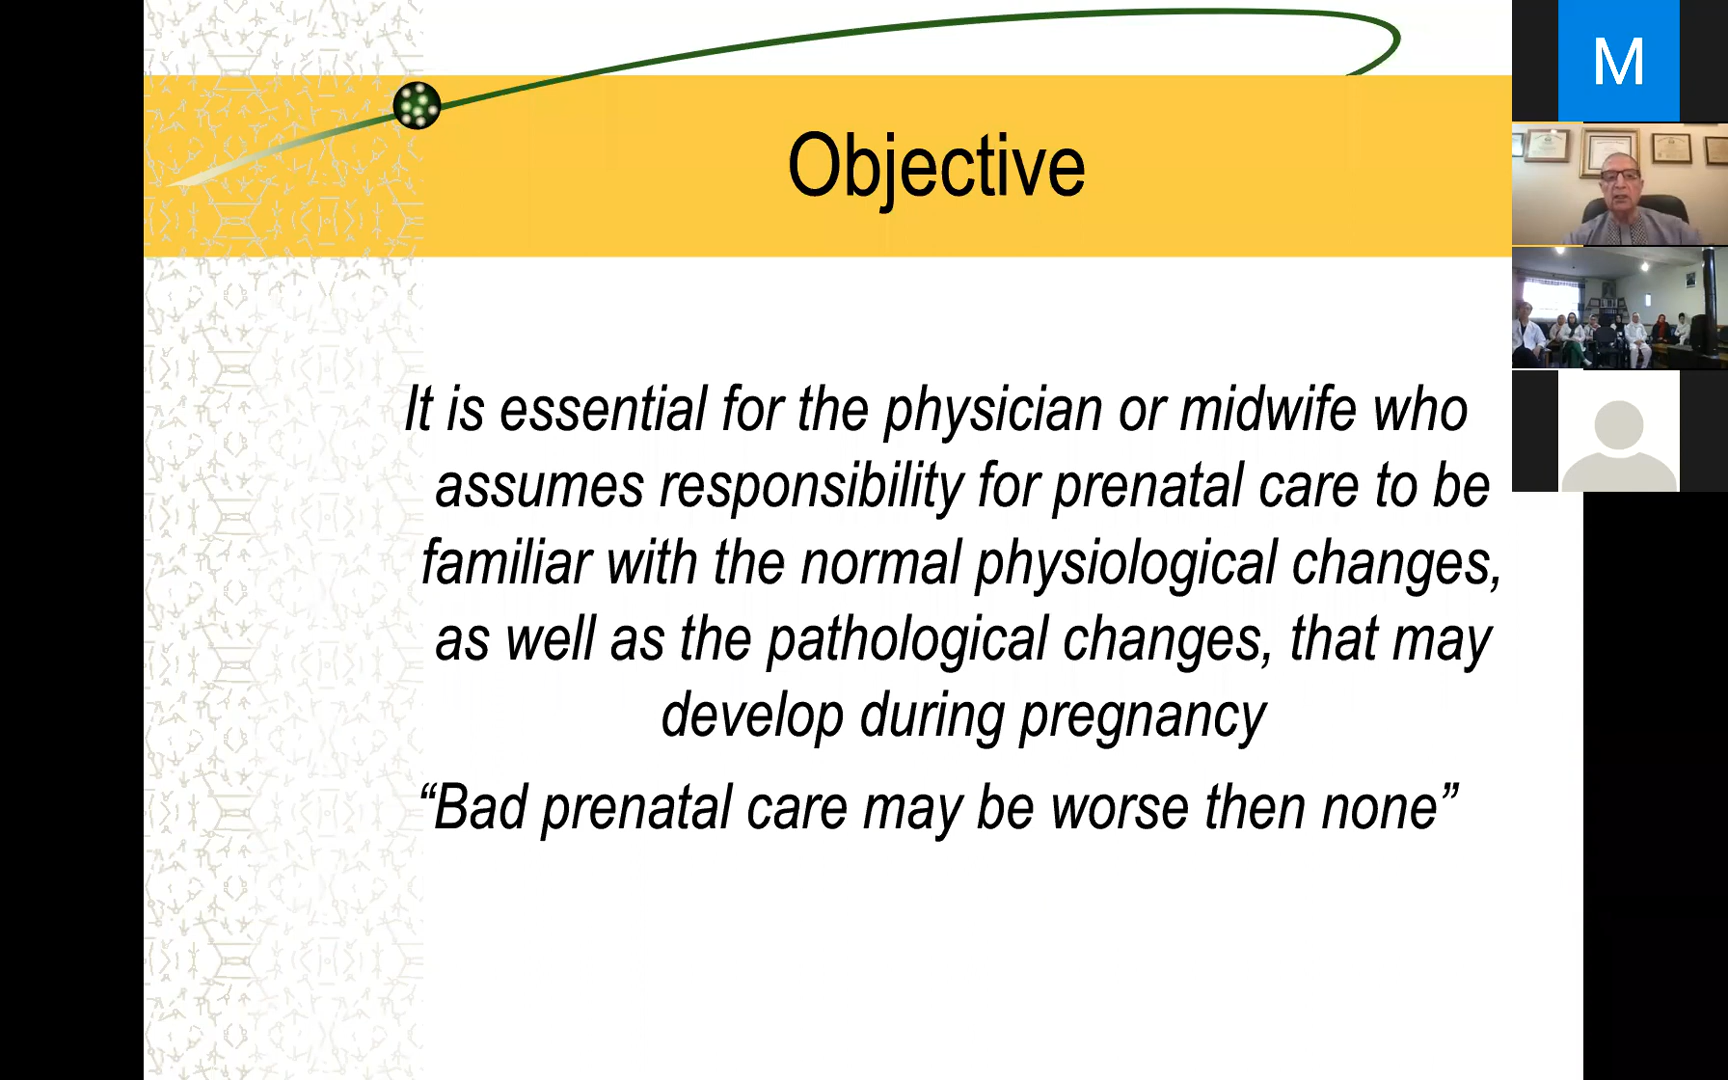 Objective
It is essential for the physician or midwife who
assumes responsibility for prenatal care to be
familiar with the normal physiological changes,
as well as the pathological changes, that may
develop during pregnancy
“Bad prenatal care may be worse then none”
M